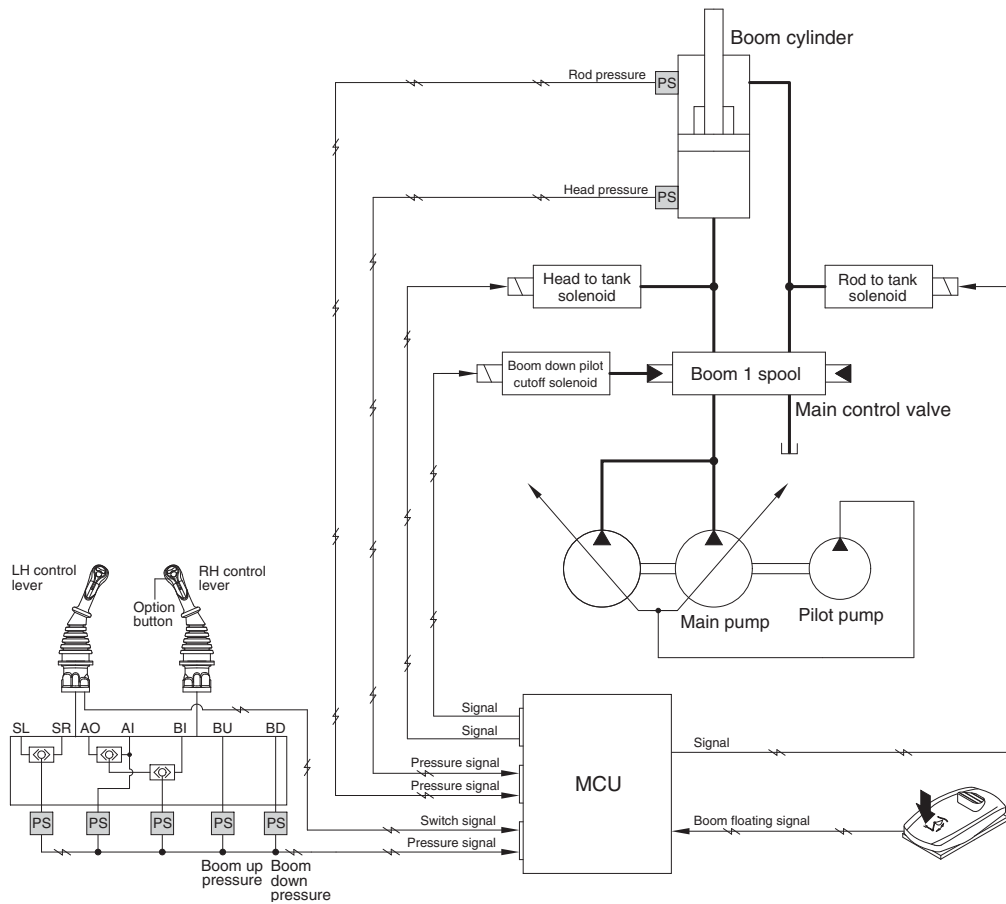 Boom cylinder
Rod pressure
PS
Head pressure
PS
Head to tank
solenoid
Rod to tank
solenoid
Boom down pilot
cutoff solenoid
Boom 1 spool
Main control valve
LH control
lever
RH control
lever
Option
button
Main pump
Pilot pump
SL
SR
AO
AI
BI
BU
BD
PS
PS
PS
PS
PS
Boom up
pressure
Boom
down
pressure
Signal
Signal
Pressure signal
Pressure signal
Switch signal
Pressure signal
MCU
Signal
Boom floating signal